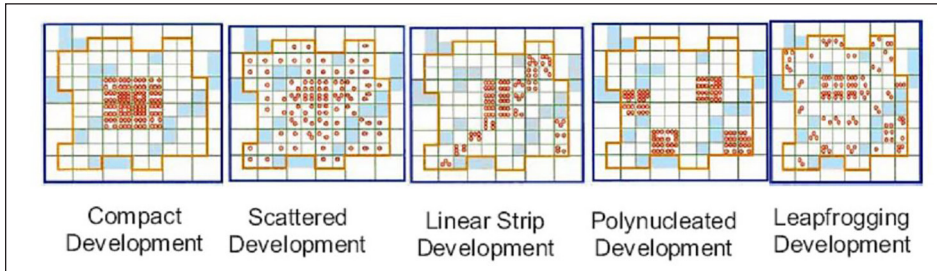 Compact
Development
Scattered
Development
Linear Strip
Development
Polynucleated
Development
Leapfrogging
Development